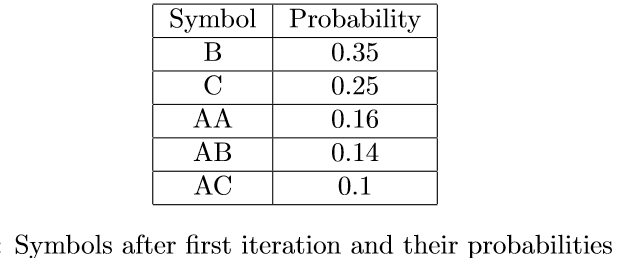 Symbol Probability
B 0.35
C 0.25
AA 0.16
AB 0.14
AC 0.1
: Symbols after first iteration and their probabilities